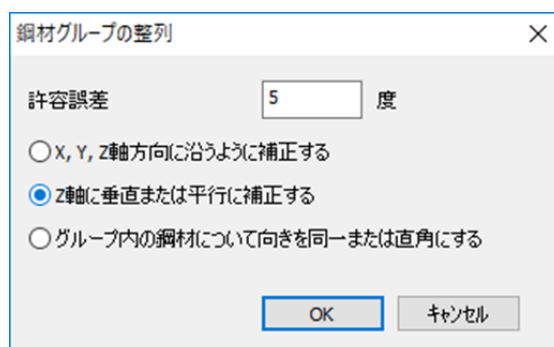 鋼材グループの整列
許容誤差 5 度
X, Y, Z軸方向に沿うように補正する
Z軸に垂直または平行に補正する
グループ内の鋼材について向きを同一または直角にする
OK キャンセル